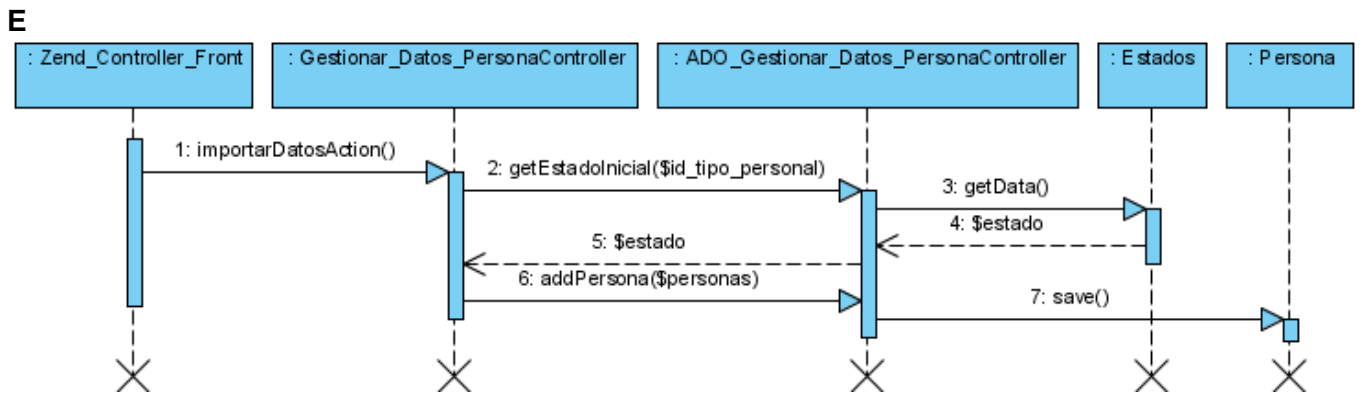 E
: Zend_Controller_Front
: Gestionar_Datos_PersonaController
: ADO_Gestionar_Datos_PersonaController
: Estados
: Persona
1: importarDatosAction()
2: getEstadoInicial($id_tipo_personal)
3: getData()
4: $estado
5: $estado
6: addPersona($personas)
7: save()